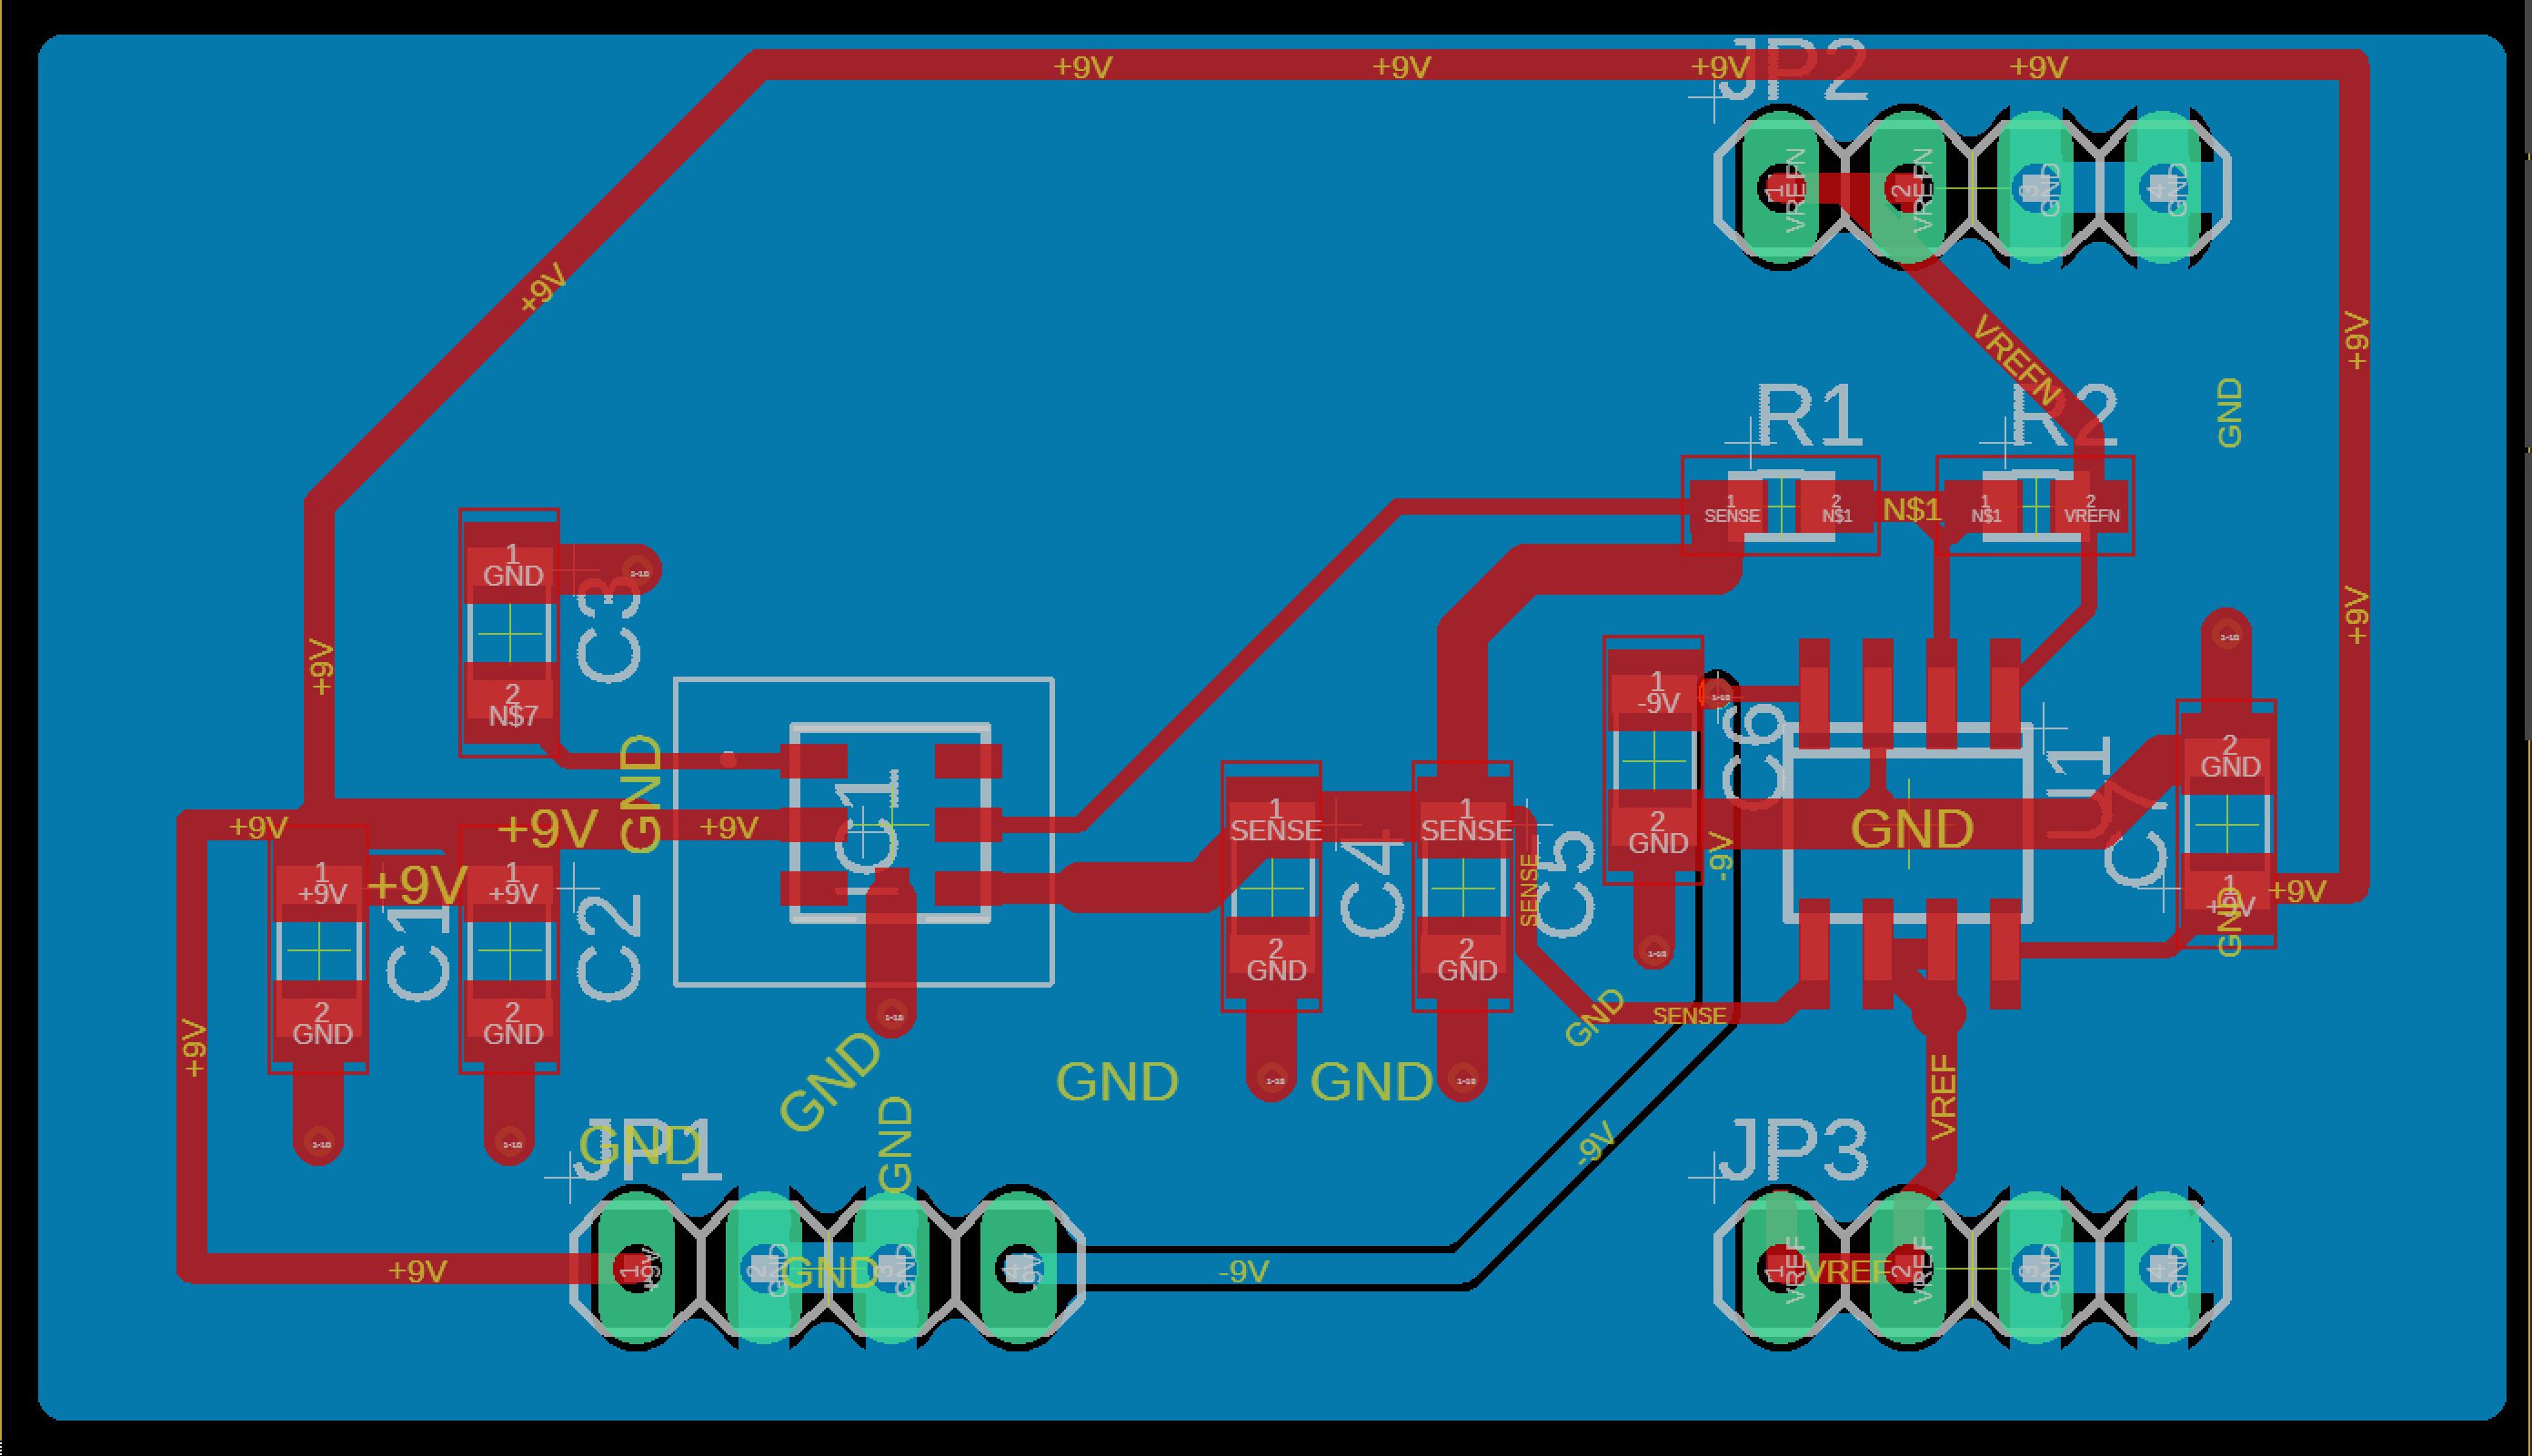 +9V
+9V
+9V
+9V
JP2
1
VREFN
2
VREFN
3
GND
4
GND
+9V
VREFN
+9V
GND
R1
R2
1
SENSE
2
N$1
N$1
1
N$1
2
VREFN
1
GND
C3
2
N$7
+9V
+9V
1
-9V
C6
2
GND
GND
U1
2
GND
C7
1
+9V
GND
+9V
GND
+9V
+9V
+9V
C1
1
SENSE
2
GND
C4
1
SENSE
2
GND
C5
SENSE
-9V
1
+9V
+9V
C1
2
GND
1
+9V
C2
2
GND
+9V
GND
SENSE
GND
GND
GND
GND
VREF
-9V
GND
JP1
JP3
+9V
1
+9V
2
GND
GND
3
GND
4
-9V
-9V
1
VREF
VREF
2
VREF
3
GND
4
GND